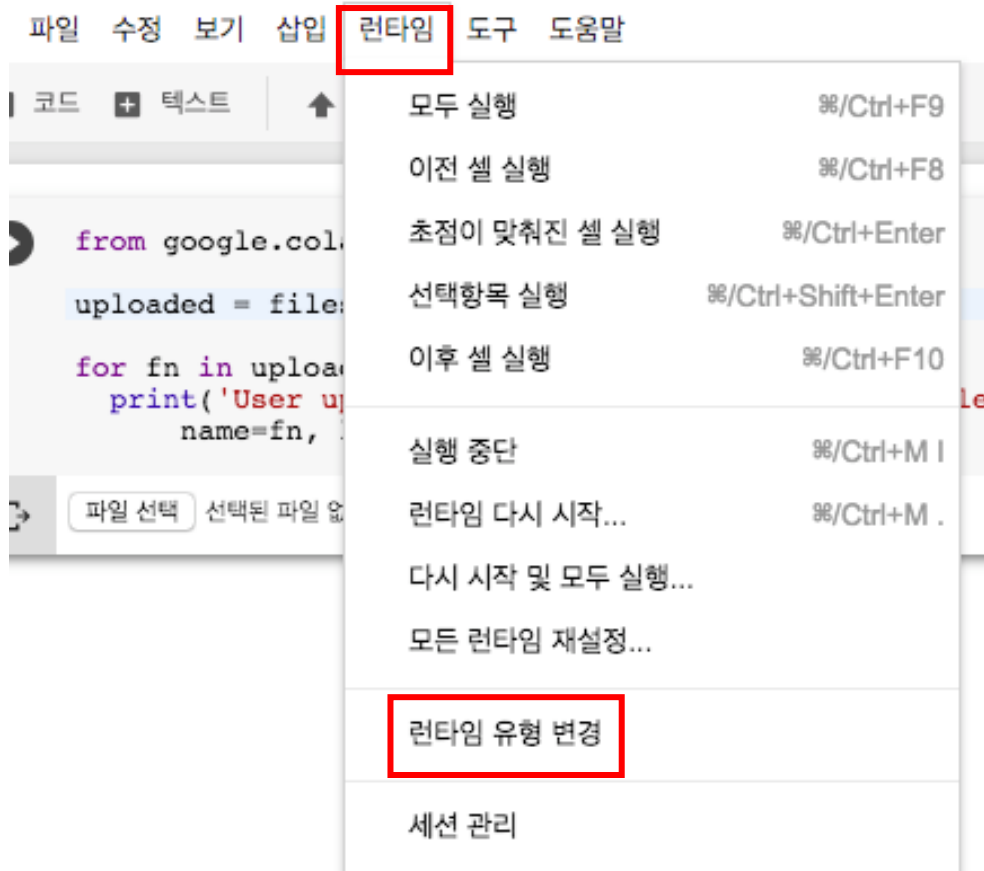 파일 수정 보기 삽입 런타임 도구 도움말
코드 텍스트
모두 실행 ⌘/Ctrl+F9
이전 셀 실행 ⌘/Ctrl+F8
from google.col
초점이 맞춰진 셀 실행 ⌘/Ctrl+Enter
uploaded = file
선택항목 실행 ⌘/Ctrl+Shift+Enter
for fn in uploa
이후 셀 실행 ⌘/Ctrl+F10
print('User u
le
name=fn,
실행 중단 ⌘/Ctrl+M I
파일 선택 선택된 파일 없
런타임 다시 시작... ⌘/Ctrl+M .
다시 시작 및 모두 실행...
모든 런타임 재설정...
런타임 유형 변경
세션 관리